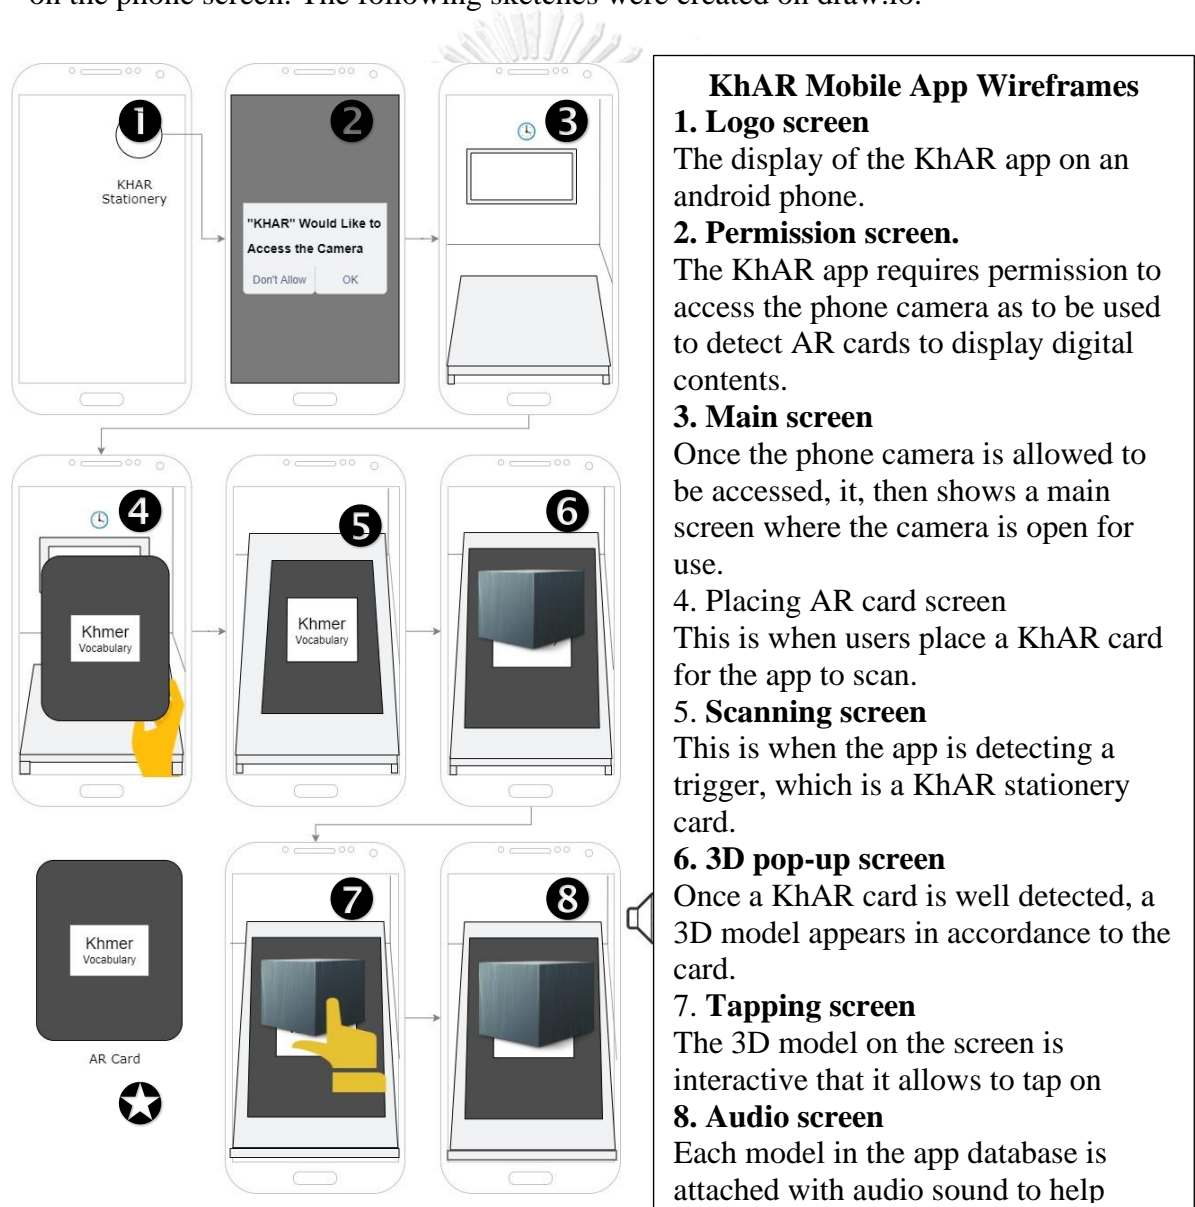 on the phone screen. The following sketches were created on draw.io.
1
KHAR
Stationery
2
"KHAR" Would Like to
Access the Camera
Don't Allow OK
3
4
Khmer
Vocabulary
5
Khmer
Vocabulary
6
Khmer
Vocabulary
AR Card
7
8
KhAR Mobile App Wireframes
1. Logo screen
The display of the KhAR app on an
android phone.
2. Permission screen.
The KhAR app requires permission to
access the phone camera as to be used
to detect AR cards to display digital
contents.
3. Main screen
Once the phone camera is allowed to
be accessed, it, then shows a main
screen where the camera is open for
use.
4. Placing AR card screen
This is when users place a KhAR card
for the app to scan.
5. Scanning screen
This is when the app is detecting a
trigger, which is a KhAR stationery
card.
6. 3D pop-up screen
Once a KhAR card is well detected, a
3D model appears in accordance to the
card.
7. Tapping screen
The 3D model on the screen is
interactive that it allows to tap on
8. Audio screen
Each model in the app database is
attached with audio sound to help